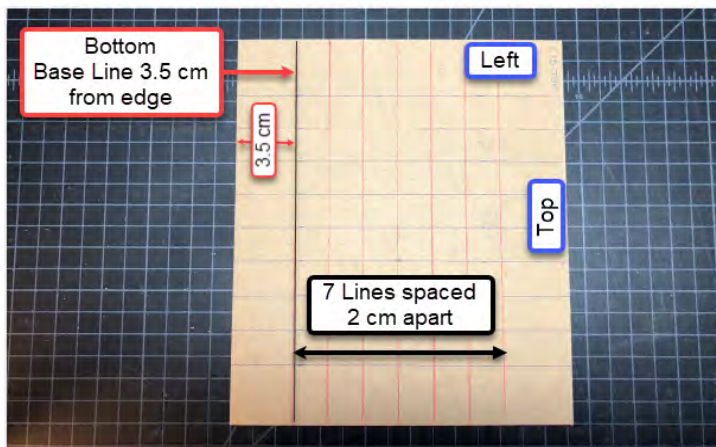 Bottom
Base Line 3.5 cm
from edge
Left
3.5 cm
Top
7 Lines spaced
2 cm apart